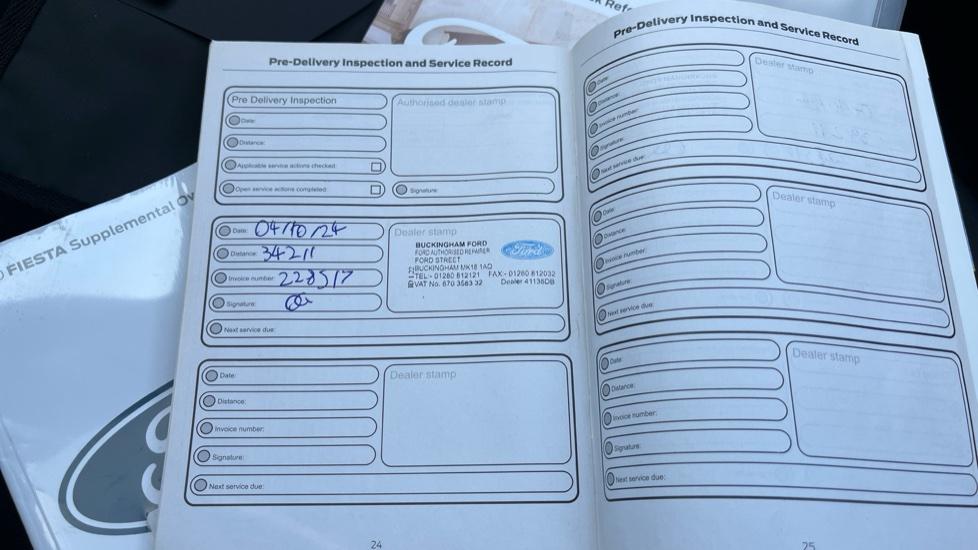 k Refe
FIESTA Supplemental Ow
Pre-Delivery Inspection and Service Record
Pre Delivery Inspection
Date:
Distance:
Applicable service actions checked:
Open service actions completed:
Authorised dealer stamp
Signature:
Date: 04/10/24
Distance: 34211
Invoice number: 228517
Signature:
Next service due:
Dealer stamp
BUCKINGHAM FORD
FORD AUTHORISED REPAIRER
FORD STREET
BUCKINGHAM MK18 1AQ
TEL:- 01280 812121 FAX:- 01280 812032
VAT No. 670 3583 32 Dealer 41136DB
Ford
Date:
Distance:
Invoice number:
Signature:
Next service due:
Dealer stamp
24
Pre-Delivery Inspection and Service Record
Date:
Distance:
Invoice number:
Signature:
Next service due:
Dealer stamp
Date:
Distance:
Invoice number:
Signature:
Next service due:
Dealer stamp
Date:
Distance:
Invoice number:
Signature:
Next service due:
Dealer stamp
25